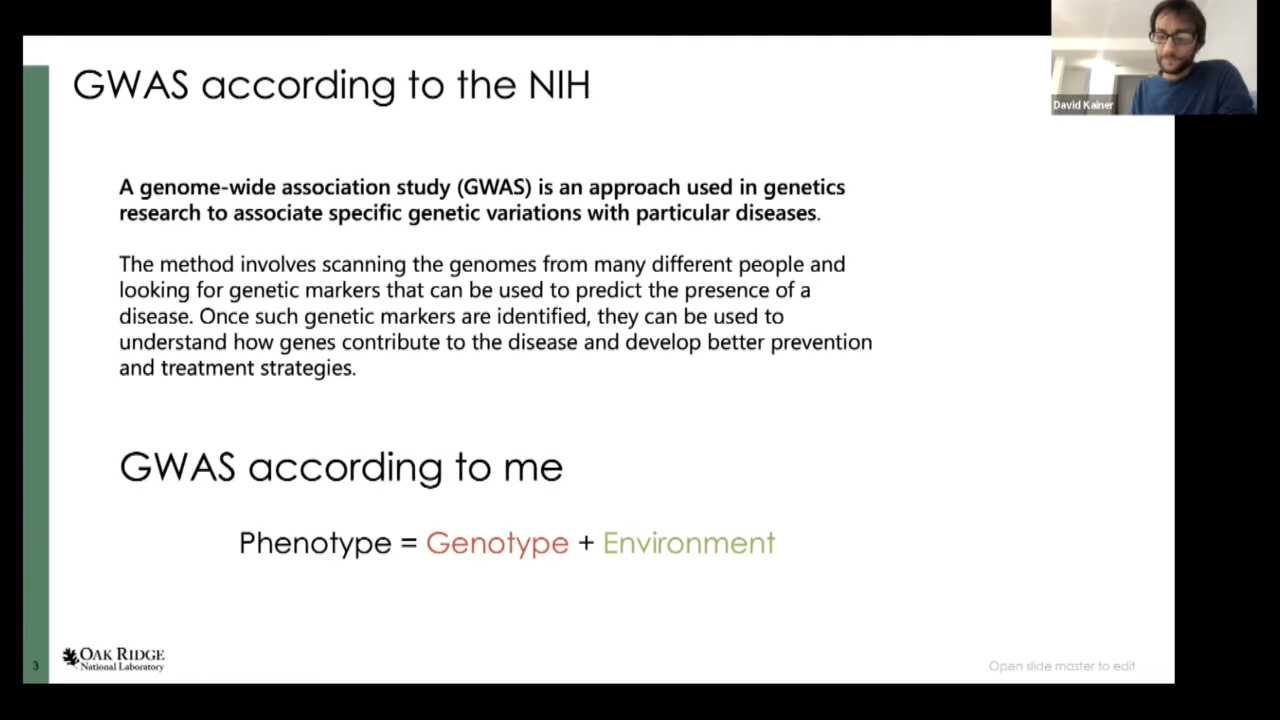 GWAS according to the NIH
David Kainer
A genome-wide association study (GWAS) is an approach used in genetics
research to associate specific genetic variations with particular diseases.
The method involves scanning the genomes from many different people and
looking for genetic markers that can be used to predict the presence of a
disease. Once such genetic markers are identified, they can be used to
understand how genes contribute to the disease and develop better prevention
and treatment strategies.
GWAS according to me
Phenotype = Genotype + Environment
3
OAK RIDGE
National Laboratory
Open slide master to edit